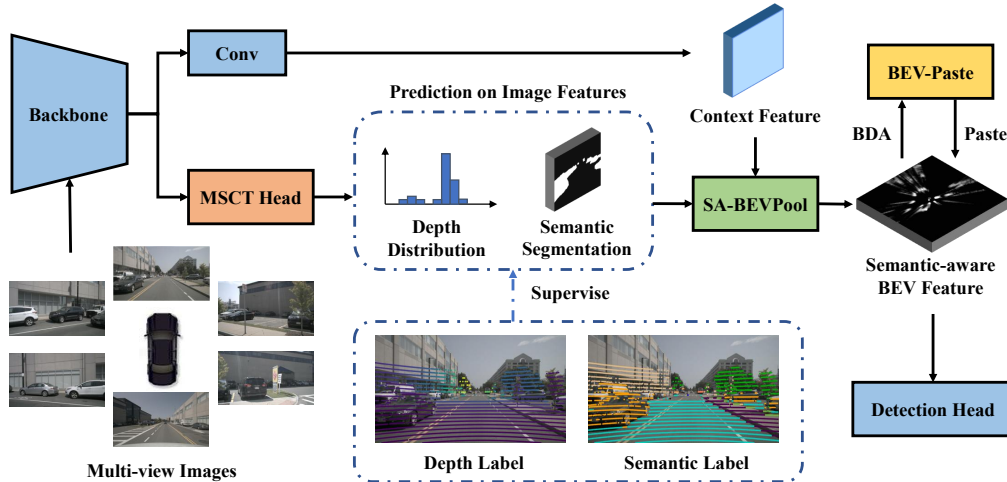 Conv
BEV-Paste
Backbone
Prediction on Image Features
Context Feature
BDA
Paste
MSCT Head
SA-BEVPool
Depth
Distribution
Semantic
Segmentation
Semantic-aware
BEV Feature
Supervise
Detection Head
Multi-view Images
Depth Label
Semantic Label